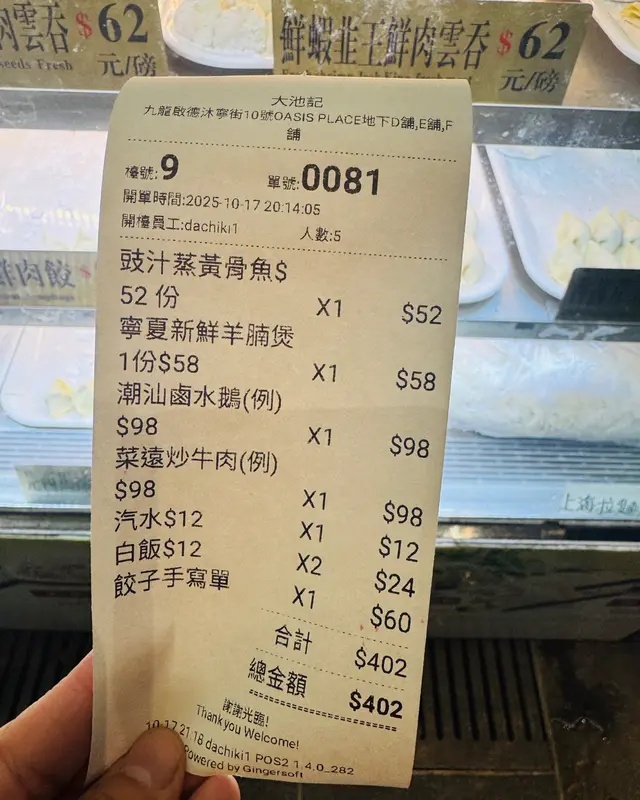 肉雲吞 $62
seeds Fresh 元/磅
鮮蝦韭王鮮肉雲吞 $62
元/磅
大池記
九龍啟德沐寧街10號OASIS PLACE地下D舖,E舖,F
舖
檯號:9 單號:0081
開單時間:2025-10-17 20:14:05
開檯員工:dachiki1 人數:5
豉汁蒸黃骨魚$
52 份 X1 $52
寧夏新鮮羊腩煲
1份$58 X1 $58
潮汕鹵水鵝(例)
$98 X1 $98
菜遠炒牛肉(例)
$98 X1 $98
汽水$12 X1 $12
白飯$12 X2 $24
餃子手寫單 X1 $60
合計 $402
總金額 $402
謝謝光臨!
Thank you Welcome!
10-17 21:18 dachiki1 POS2 1.4.0_282
Powered by Gingersoft
鮮肉餃 $
上海拉